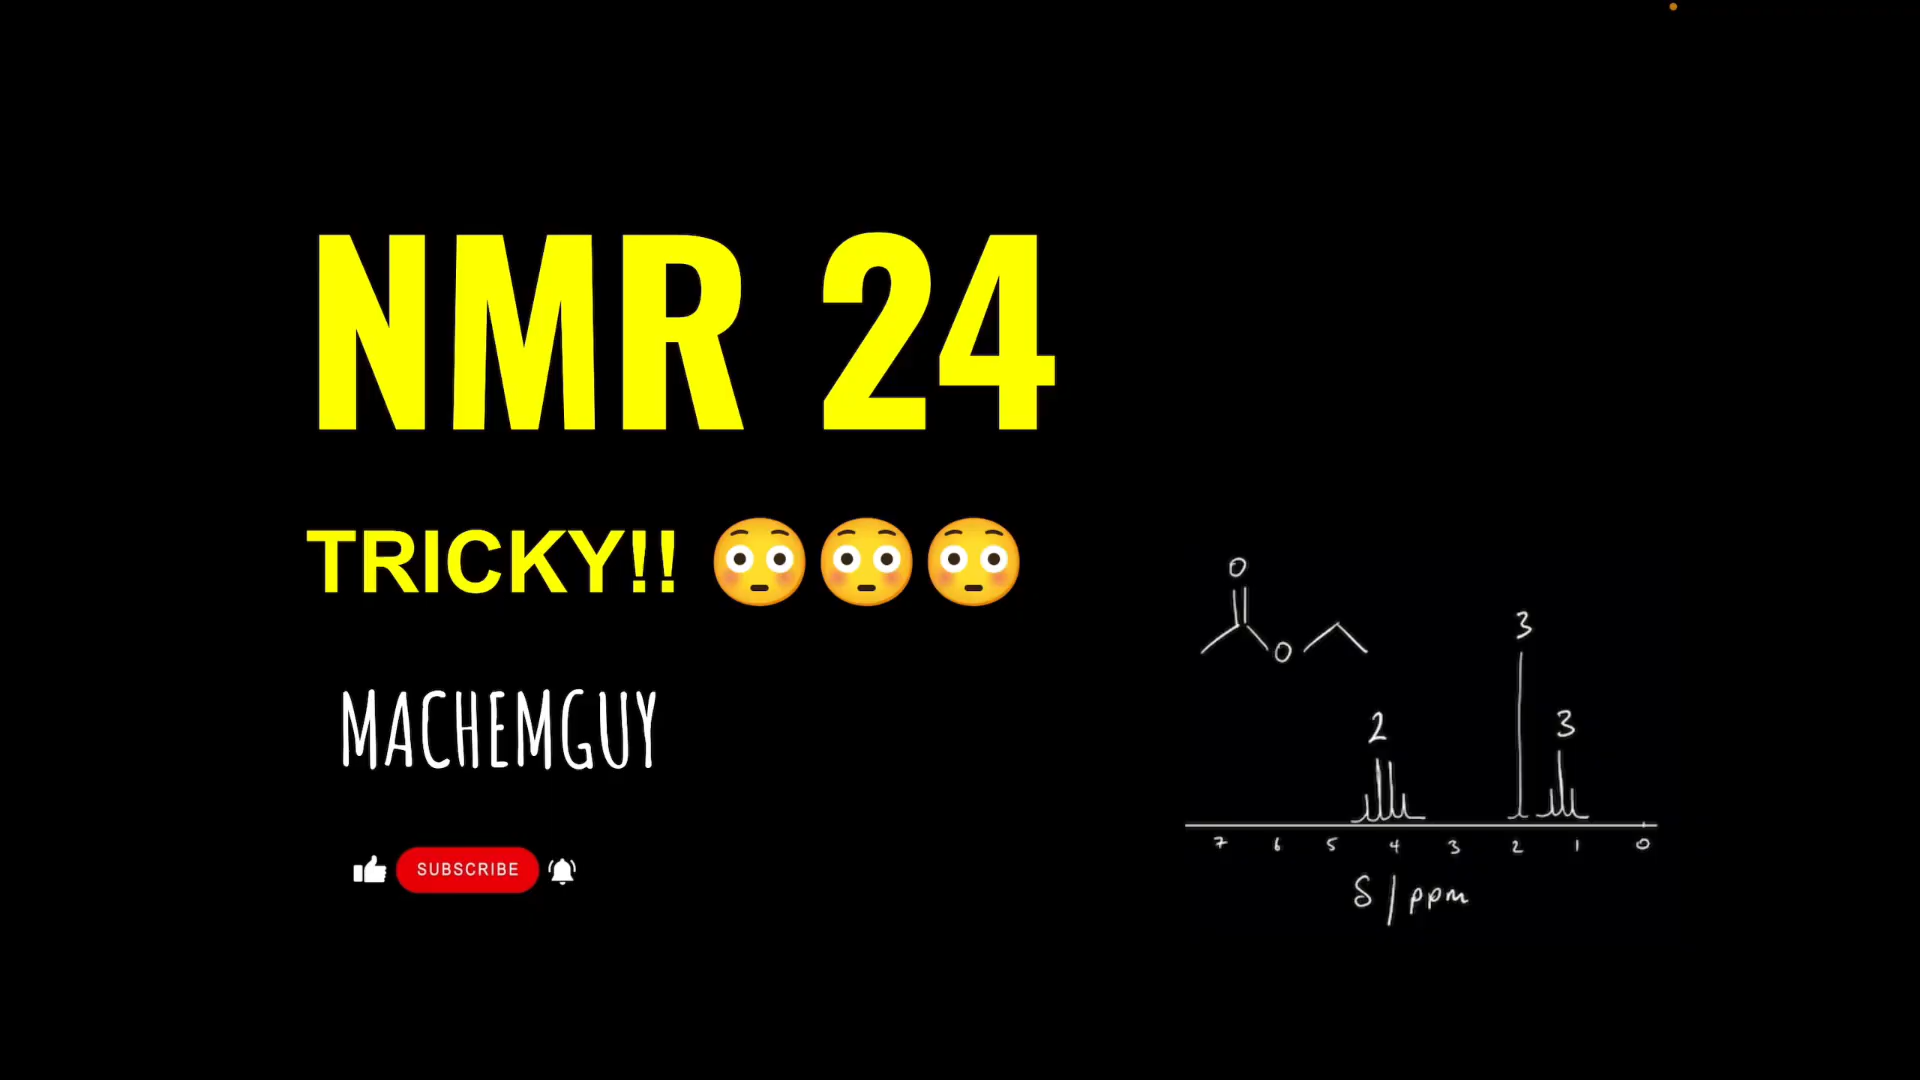 NMR 24
TRICKY!! 😳😳😳
MACHEMGUY
SUBSCRIBE
O
O
3
2
3
7 6 5 4 3 2 1 0
δ / ppm